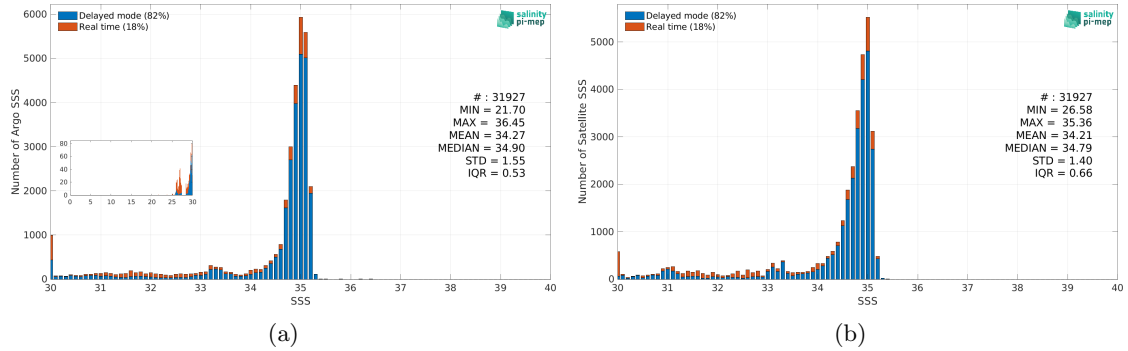 Delayed mode (82%)
Real time (18%)
salinity
pi-mep
6000
5000
4000
3000
2000
1000
0
Number of Argo SSS
# : 31927
MIN = 21.70
MAX = 36.45
MEAN = 34.27
MEDIAN = 34.90
STD = 1.55
IQR = 0.53
80
60
40
20
0
0 5 10 15 20 25 30
30 31 32 33 34 35 36 37 38 39 40
SSS
(a)
Delayed mode (82%)
Real time (18%)
salinity
pi-mep
5000
4000
3000
2000
1000
0
Number of Satellite SSS
# : 31927
MIN = 26.58
MAX = 35.36
MEAN = 34.21
MEDIAN = 34.79
STD = 1.40
IQR = 0.66
30 31 32 33 34 35 36 37 38 39 40
SSS
(b)